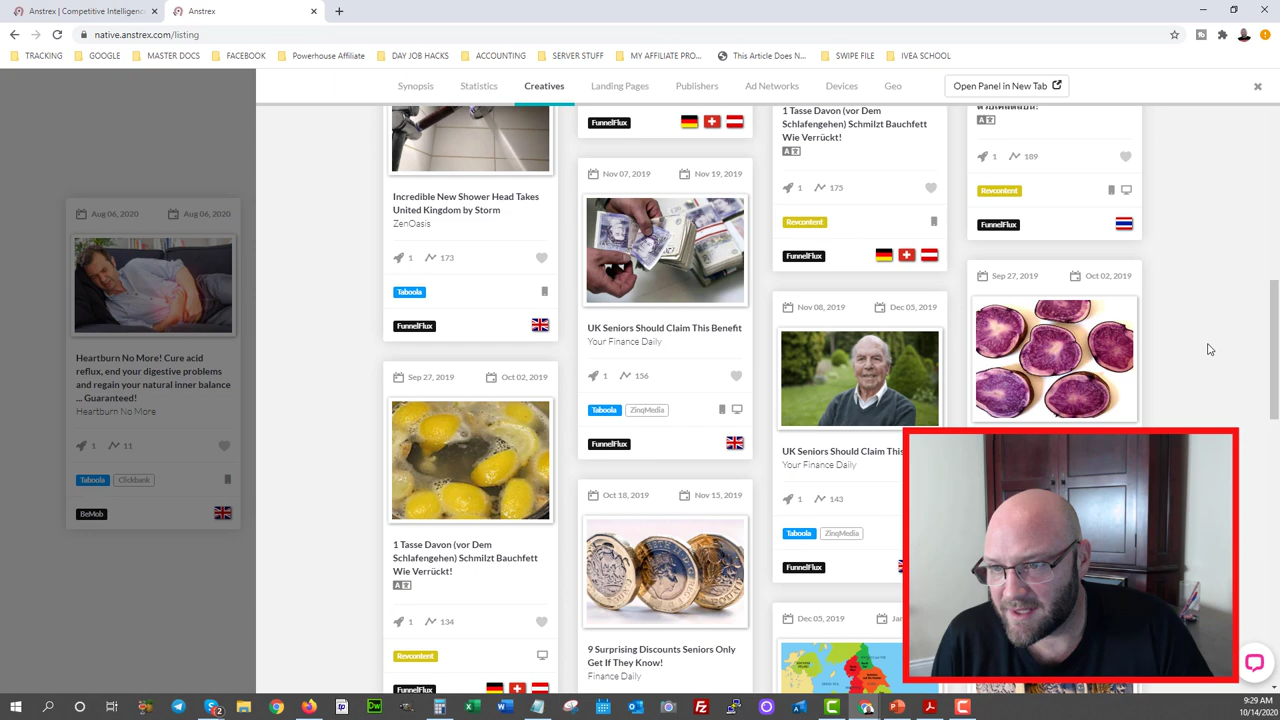 Anstrex | Competitive Intelligenc
Anstrex
native.anstrex.com/listing
TRACKING
GOOGLE
MASTER DOCS
FACEBOOK
Powerhouse Affiliate
DAY JOB HACKS
ACCOUNTING
SERVER STUFF
MY AFFILIATE PRO...
This Article Does N...
SWIPE FILE
IVEA SCHOOL
Synopsis
Statistics
Creatives
Landing Pages
Publishers
Ad Networks
Devices
Geo
Open Panel in New Tab
Aug 06, 2020
Aug 06, 2020
Heartburn No More! Cure acid
reflux, end your digestive problems
and regain your natural inner balance
... Guaranteed!
Heartburn No More
1
11
Taboola
Clickbank
BeMob
Incredible New Shower Head Takes
United Kingdom by Storm
ZenOasis
1
173
Taboola
FunnelFlux
Sep 27, 2019
Oct 02, 2019
1 Tasse Davon (vor Dem
Schlafengehen) Schmilzt Bauchfett
Wie Verrückt!
1
134
Revcontent
FunnelFlux
FunnelFlux
Nov 07, 2019
Nov 19, 2019
UK Seniors Should Claim This Benefit
Your Finance Daily
1
156
Taboola
ZinqMedia
FunnelFlux
Oct 18, 2019
Nov 15, 2019
9 Surprising Discounts Seniors Only
Get If They Know!
Finance Daily
1 Tasse Davon (vor Dem
Schlafengehen) Schmilzt Bauchfett
Wie Verrückt!
1
175
Revcontent
FunnelFlux
Nov 08, 2019
Dec 05, 2019
UK Seniors Should Claim This
Your Finance Daily
1
143
Taboola
ZinqMedia
FunnelFlux
Dec 05, 2019
1
189
Revcontent
FunnelFlux
Sep 27, 2019
Oct 02, 2019
9:29 AM
10/14/2020